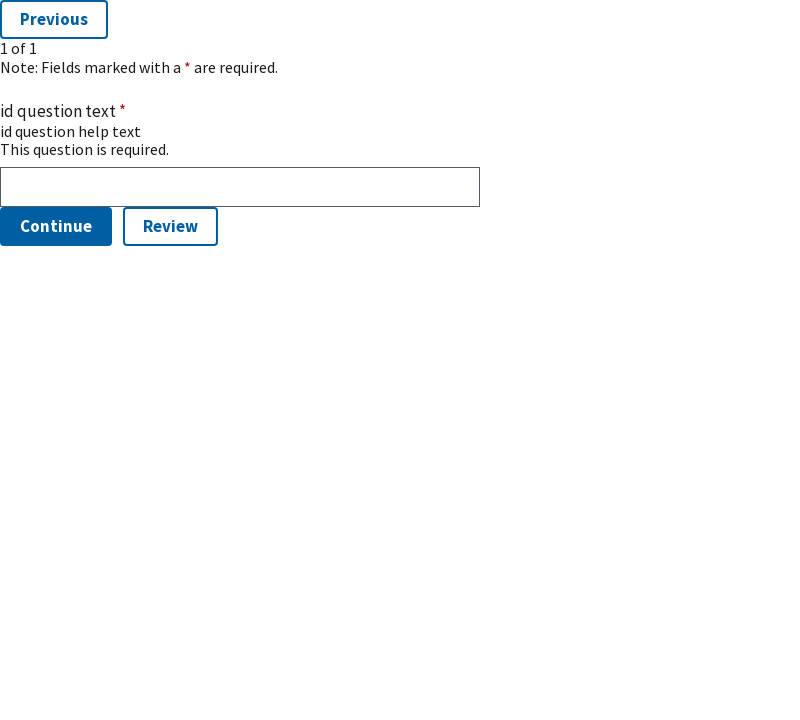 Previous
1 of 1
Note: Fields marked with a * are required.
id question text *
id question help text
This question is required.
Continue Review